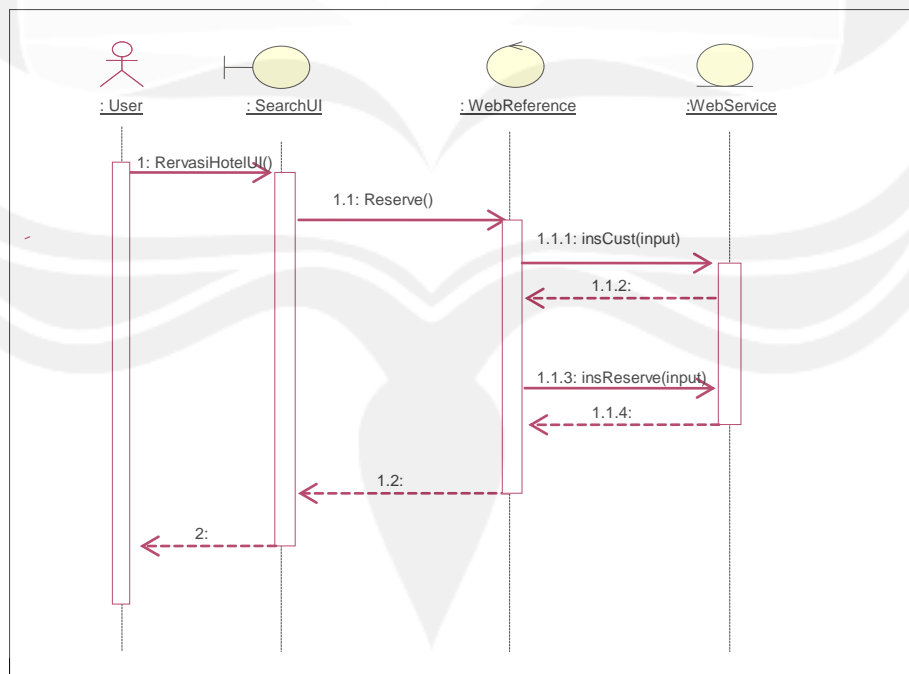 : User
: SearchUI
: WebReference
:WebService
1: RervasiHotelUI()
1.1: Reserve()
1.1.1: insCust(input)
1.1.2:
1.1.3: insReserve(input)
1.1.4:
1.2:
2: